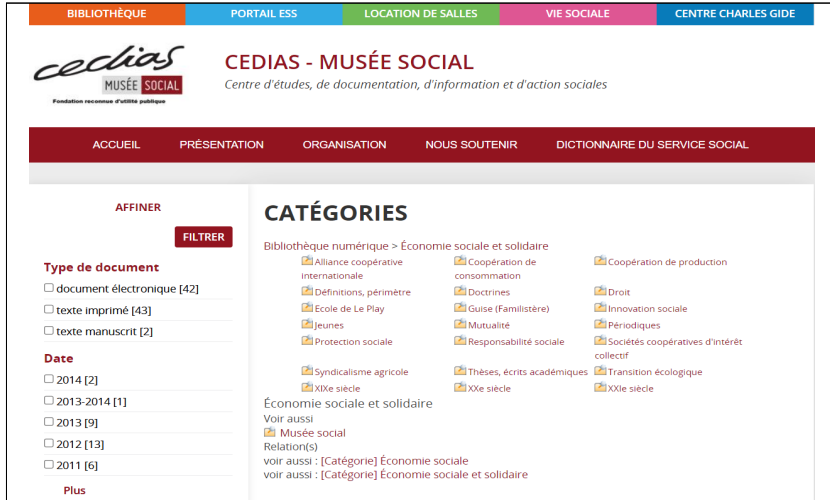 BIBLIOTHÈQUE PORTAIL ESS LOCATION DE SALLES VIE SOCIALE CENTRE CHARLES GIDE
cedias
MUSÉE SOCIAL
Fondation reconnue d'utilité publique
CEDIAS - MUSÉE SOCIAL
Centre d'études, de documentation, d'information et d'action sociales
ACCUEIL PRÉSENTATION ORGANISATION NOUS SOUTENIR DICTIONNAIRE DU SERVICE SOCIAL
AFFINER
FILTRER
Type de document
document électronique [42]
texte imprimé [43]
texte manuscrit [2]
Date
2014 [2]
2013-2014 [1]
2013 [9]
2012 [13]
2011 [6]
Plus
CATÉGORIES
Bibliothèque numérique > Économie sociale et solidaire
Alliance coopérative internationale
Coopération de consommation
Coopération de production
Définitions, périmètre
Doctrines
Droit
Ecole de Le Play
Guise (Familistère)
Innovation sociale
Jeunes
Mutualité
Périodiques
Protection sociale
Responsabilité sociale
Sociétés coopératives d'intérêt collectif
Syndicalisme agricole
Thèses, écrits académiques
Transition écologique
XIXe siècle
XXe siècle
XXIe siècle
Économie sociale et solidaire
Voir aussi
Musée social
Relation(s)
voir aussi : [Catégorie] Économie sociale
voir aussi : [Catégorie] Économie sociale et solidaire